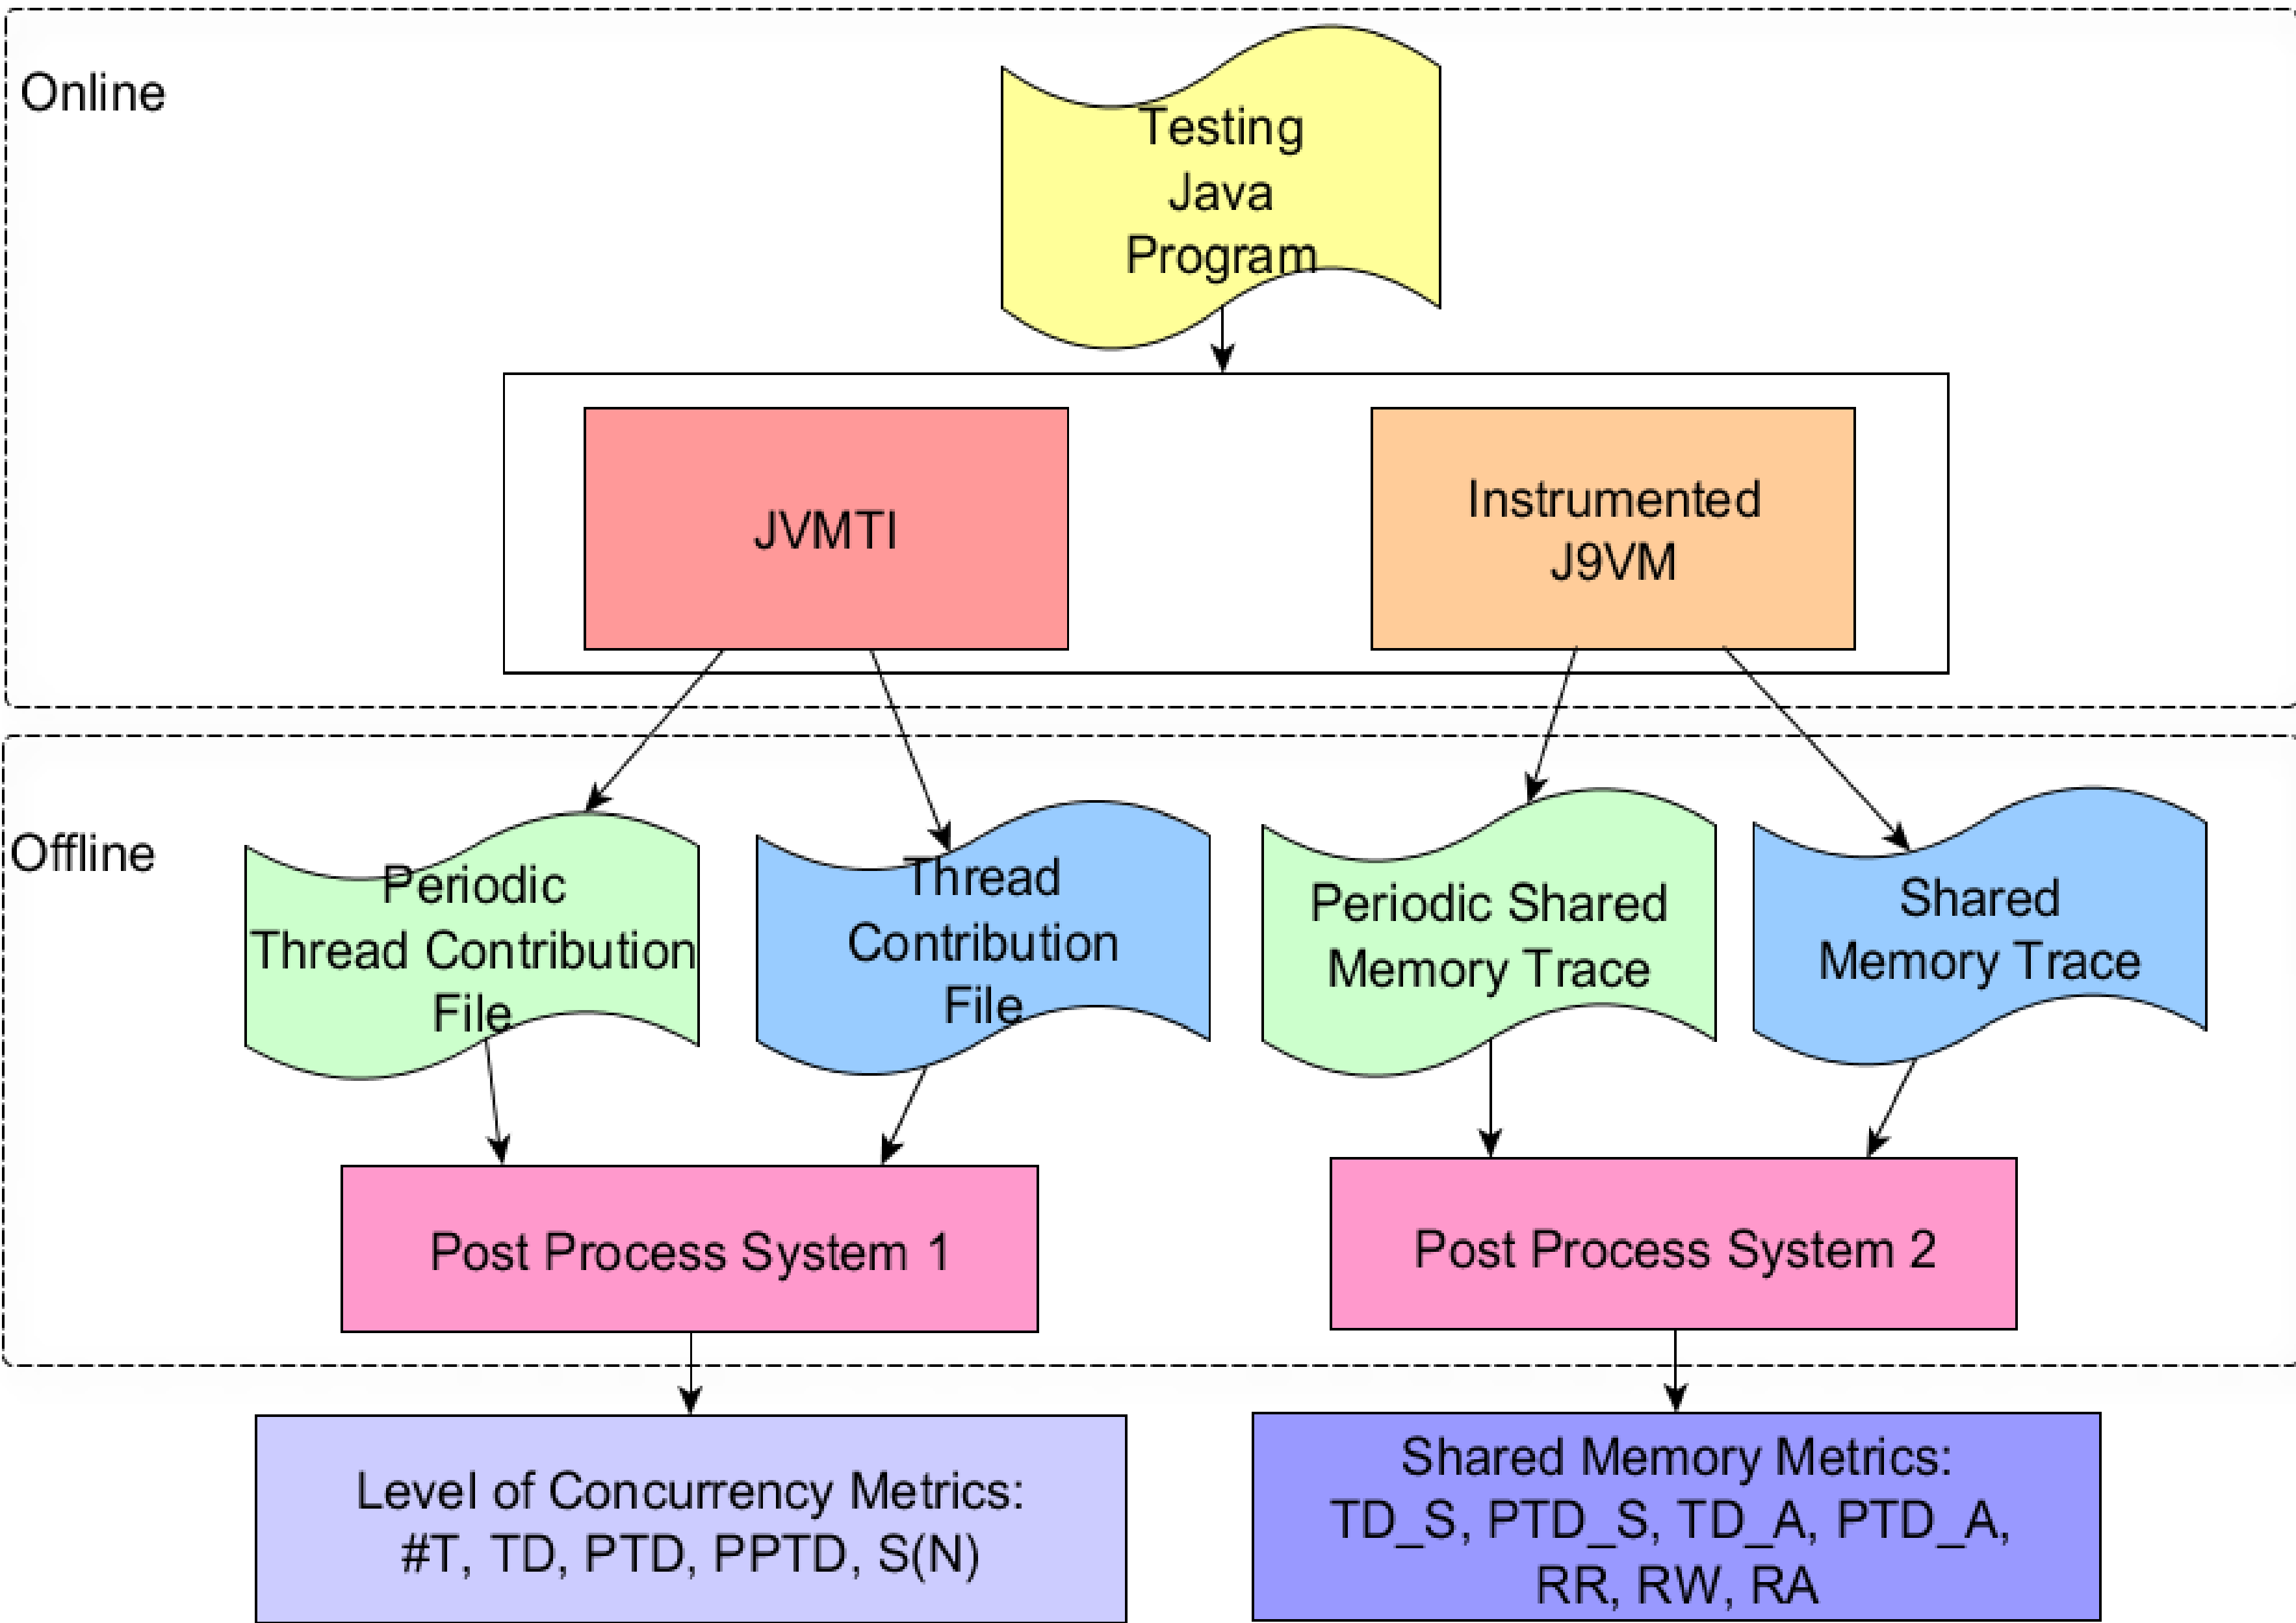 Online
Testing
Java
Program
JVMTI
Instrumented
J9VM
Offline
Periodic
Thread Contribution
File
Thread
Contribution
File
Periodic Shared
Memory Trace
Shared
Memory Trace
Post Process System 1
Post Process System 2
Level of Concurrency Metrics:
#T, TD, PTD, PPTD, S(N)
Shared Memory Metrics:
TD_S, PTD_S, TD_A, PTD_A,
RR, RW, RA